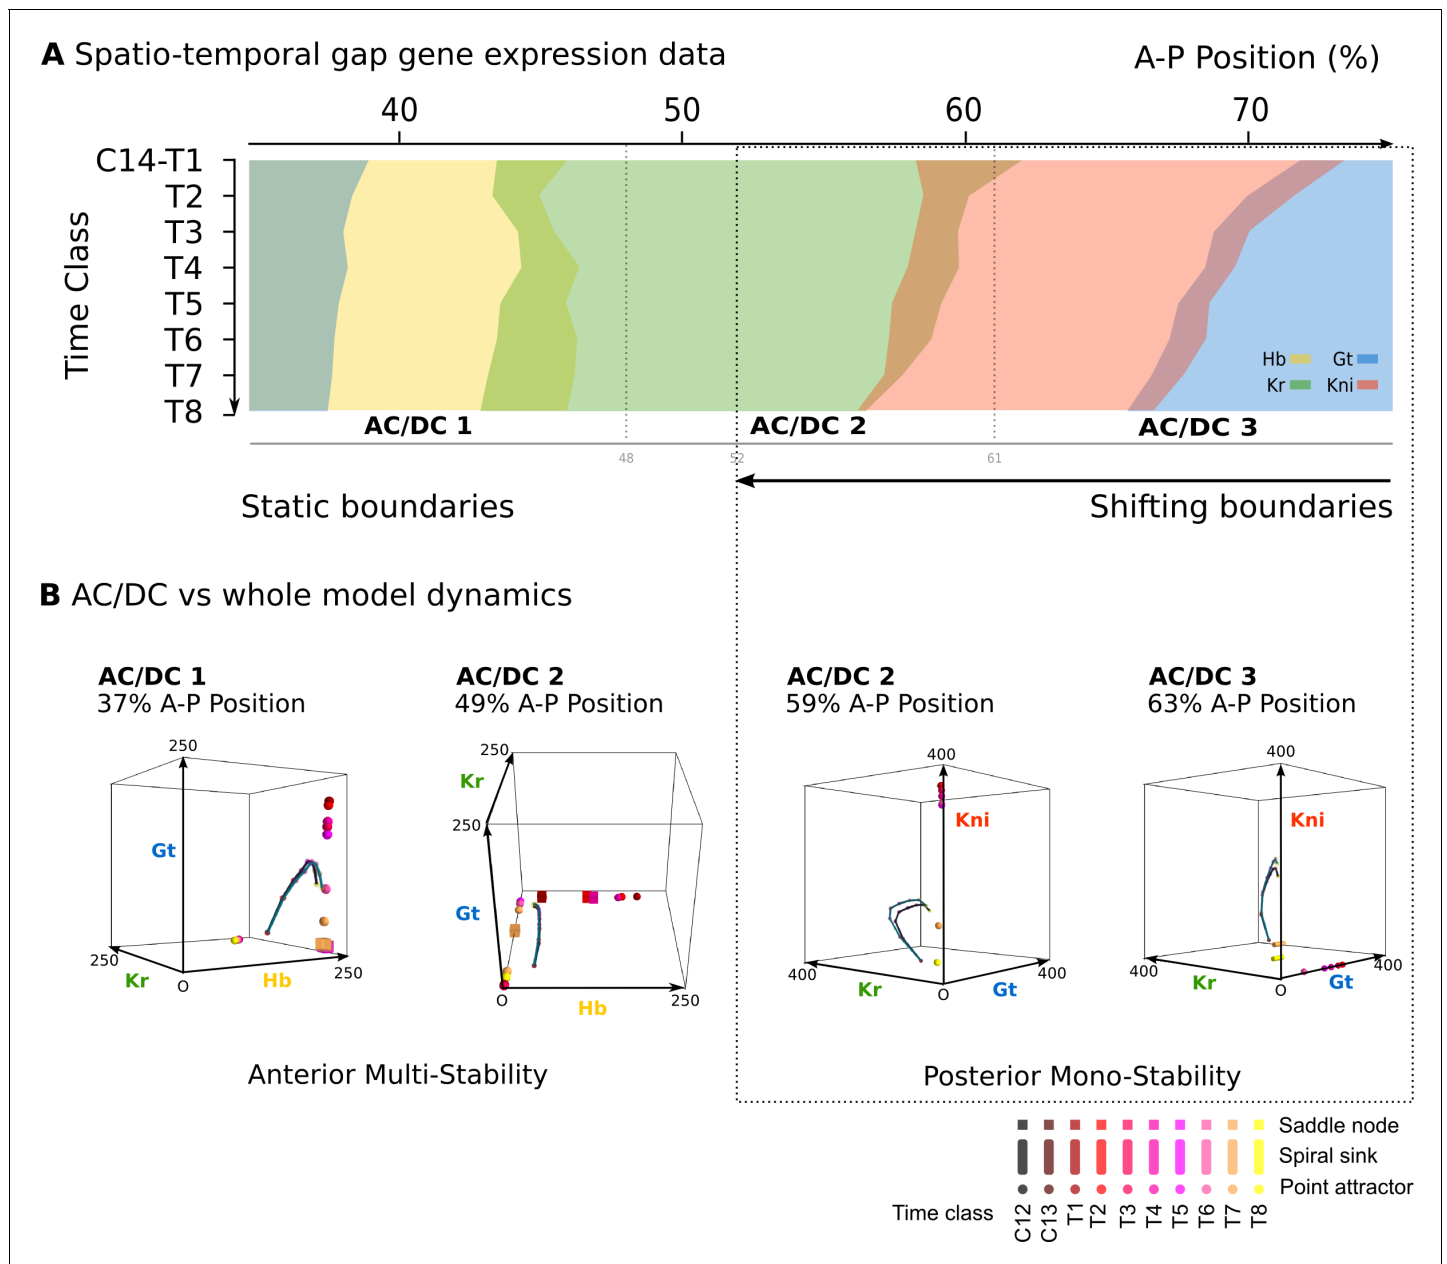 A Spatio-temporal gap gene expression data
A-P Position (%)
40 50 60 70
Time Class
C14-T1
T2
T3
T4
T5
T6
T7
T8
Hb Gt
Kr Kni
AC/DC 1 AC/DC 2 AC/DC 3
48 52 61
Static boundaries Shifting boundaries
B AC/DC vs whole model dynamics
AC/DC 1
37% A-P Position
250
Gt
250
Kr
O
Hb
250
AC/DC 2
49% A-P Position
250
Kr
250
Gt
O
Hb
250
Anterior Multi-Stability
AC/DC 2
59% A-P Position
400
Kni
400
Kr
O
Gt
400
AC/DC 3
63% A-P Position
400
Kni
400
Kr
O
Gt
400
Posterior Mono-Stability
Saddle node
Spiral sink
Point attractor
Time class C12 C13 T1 T2 T3 T4 T5 T6 T7 T8